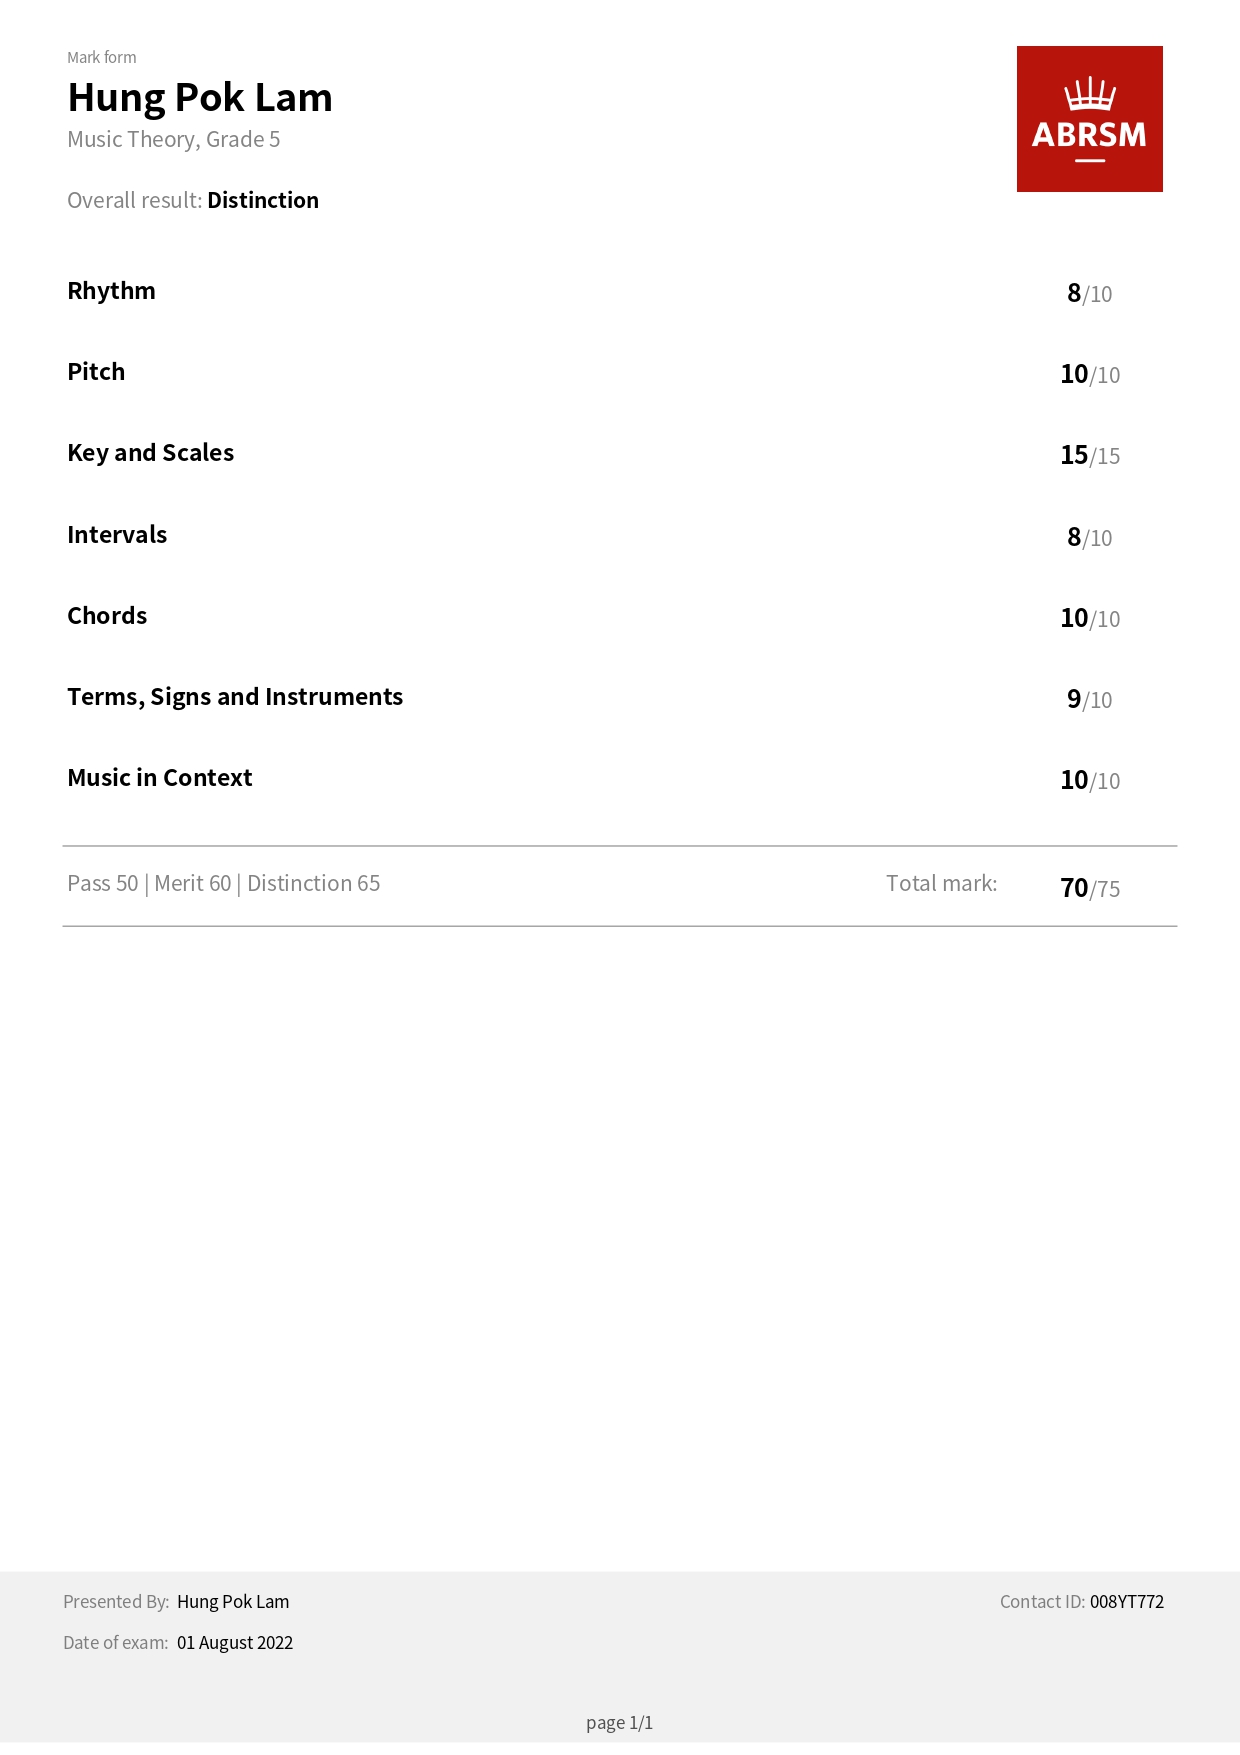 Mark form
Hung Pok Lam
Music Theory, Grade 5
ABRSM
Overall result: Distinction
Rhythm 8/10
Pitch 10/10
Key and Scales 15/15
Intervals 8/10
Chords 10/10
Terms, Signs and Instruments 9/10
Music in Context 10/10
Pass 50 | Merit 60 | Distinction 65 Total mark: 70/75
Presented By: Hung Pok Lam Contact ID: 008YT772
Date of exam: 01 August 2022
page 1/1